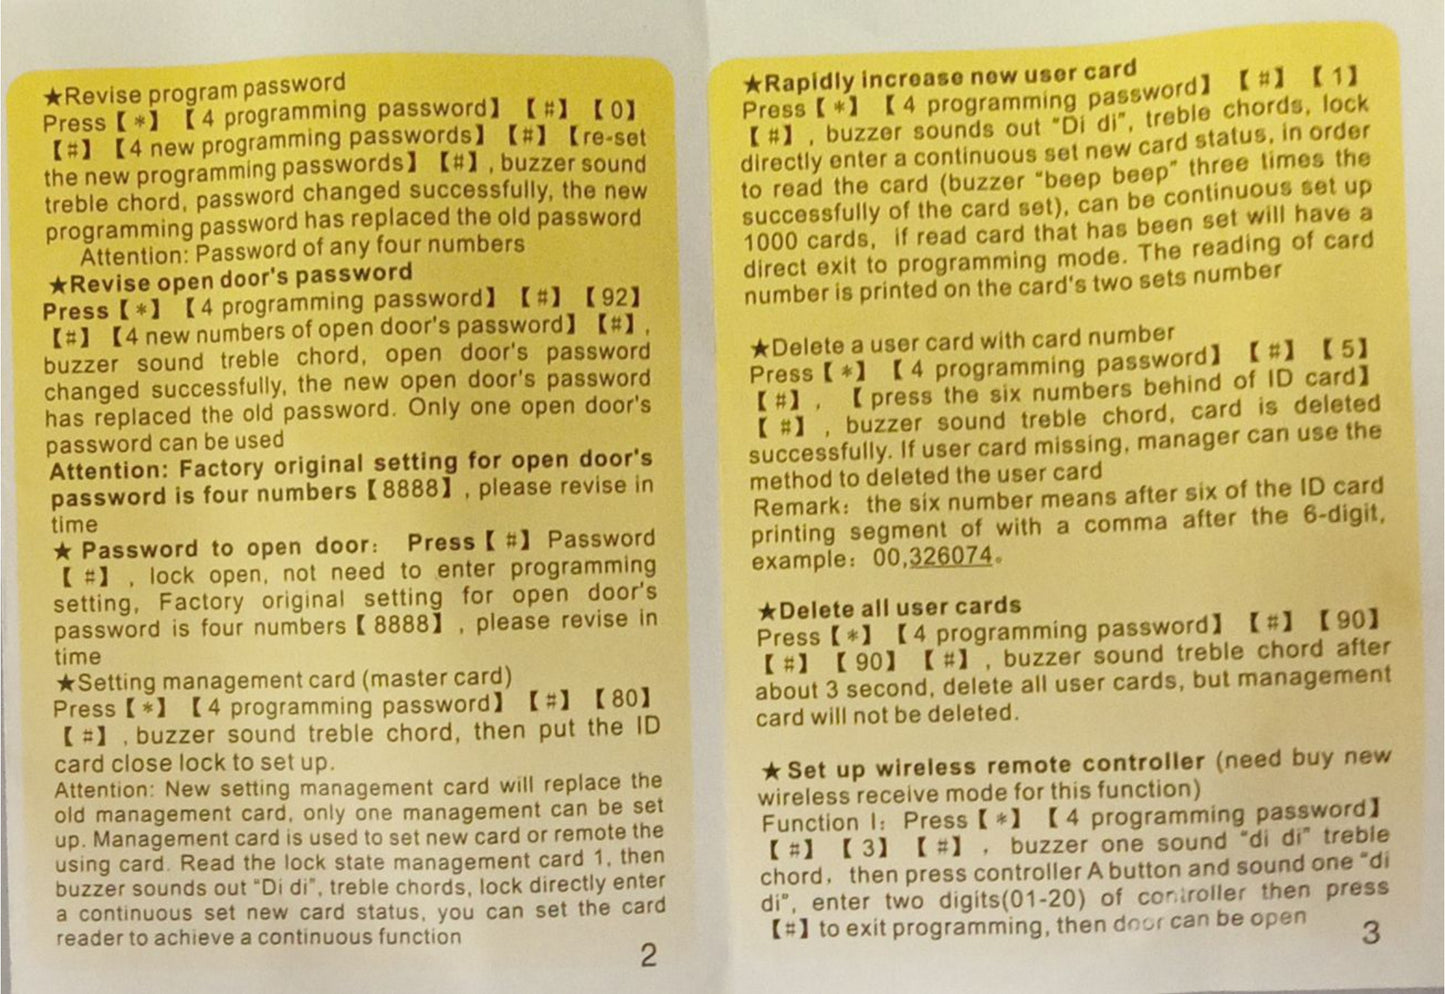 ★Revise program password
Press【*】【4 programming password】【#】【0】
【#】【4 new programming passwords】【#】【re-set
the new programming passwords】【#】, buzzer sound
treble chord, password changed successfully, the new
programming password has replaced the old password
Attention: Password of any four numbers
★Revise open door's password
Press【*】【4 programming password】【#】【92】
【#】【4 new numbers of open door's password】【#】,
buzzer sound treble chord, open door's password
changed successfully, the new open door's password
has replaced the old password. Only one open door's
password can be used
Attention: Factory original setting for open door's
password is four numbers【8888】, please revise in
time
★ Password to open door: Press【#】Password
【#】, lock open, not need to enter programming
setting, Factory original setting for open door's
password is four numbers【8888】, please revise in
time
★Setting management card (master card)
Press【*】【4 programming password】【#】【80】
【#】, buzzer sound treble chord, then put the ID
card close lock to set up.
Attention: New setting management card will replace the
old management card, only one management can be set
up. Management card is used to set new card or remote the
using card. Read the lock state management card 1, then
buzzer sounds out "Di di", treble chords, lock directly enter
a continuous set new card status, you can set the card
reader to achieve a continuous function
2
★Rapidly increase new user card
Press【*】【4 programming password】【#】【1】
【#】, buzzer sounds out "Di di", treble chords, lock
directly enter a continuous set new card status, in order
to read the card (buzzer "beep beep" three times the
successfully of the card set), can be continuous set up
1000 cards, if read card that has been set will have a
direct exit to programming mode. The reading of card
number is printed on the card's two sets number
★Delete a user card with card number
Press【*】【4 programming password】【#】【5】
【#】,【press the six numbers behind of ID card】
【#】, buzzer sound treble chord, card is deleted
successfully. If user card missing, manager can use the
method to deleted the user card
Remark: the six number means after six of the ID card
printing segment of with a comma after the 6-digit,
example: 00,326074。
★Delete all user cards
Press【*】【4 programming password】【#】【90】
【#】【90】【#】, buzzer sound treble chord after
about 3 second, delete all user cards, but management
card will not be deleted.
★Set up wireless remote controller (need buy new
wireless receive mode for this function)
Function I: Press【*】【4 programming password】
【#】【3】【#】, buzzer one sound "di di" treble
chord, then press controller A button and sound one "di
di", enter two digits(01-20) of controller then press
【#】to exit programming, then door can be open
3